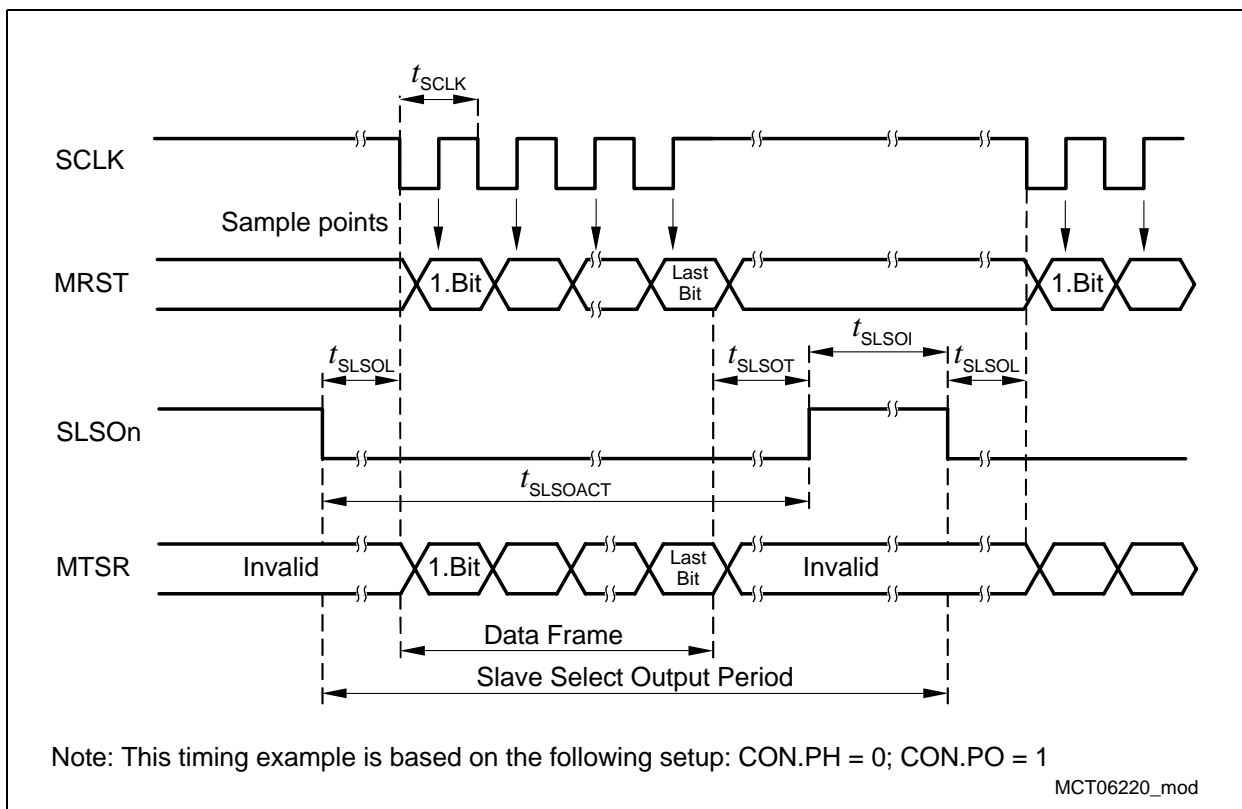 tSCLK
SCLK
Sample points
MRST
1.Bit
Last
Bit
1.Bit
tSLSOL
tSLSOT
tSLSOI
tSLSOL
SLSOn
tSLSOACT
MTSR
Invalid
1.Bit
Last
Bit
Invalid
Data Frame
Slave Select Output Period
Note: This timing example is based on the following setup: CON.PH = 0; CON.PO = 1
MCT06220_mod